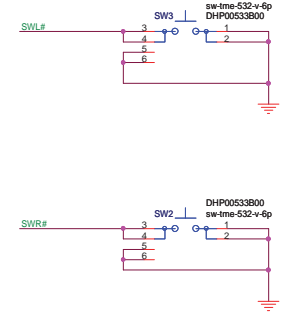 sw-tme-532-v-6p
SW3 DHP00533B00
SWL# 3 1
4 2
5
6
DHP00533B00
SW2 sw-tme-532-v-6p
SWR# 3 1
4 2
5
6